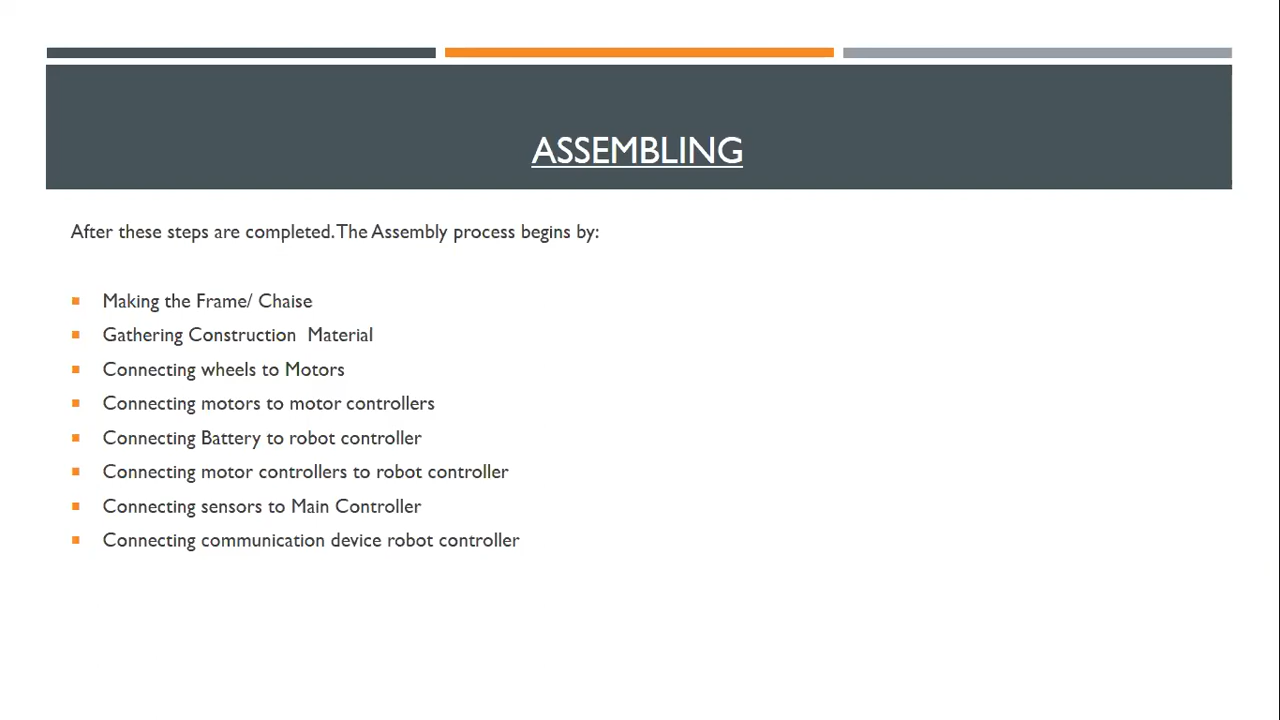 ASSEMBLING
After these steps are completed. The Assembly process begins by:
Making the Frame/ Chaise
Gathering Construction  Material
Connecting wheels to Motors
Connecting motors to motor controllers
Connecting Battery to robot controller
Connecting motor controllers to robot controller
Connecting sensors to Main Controller
Connecting communication device robot controller